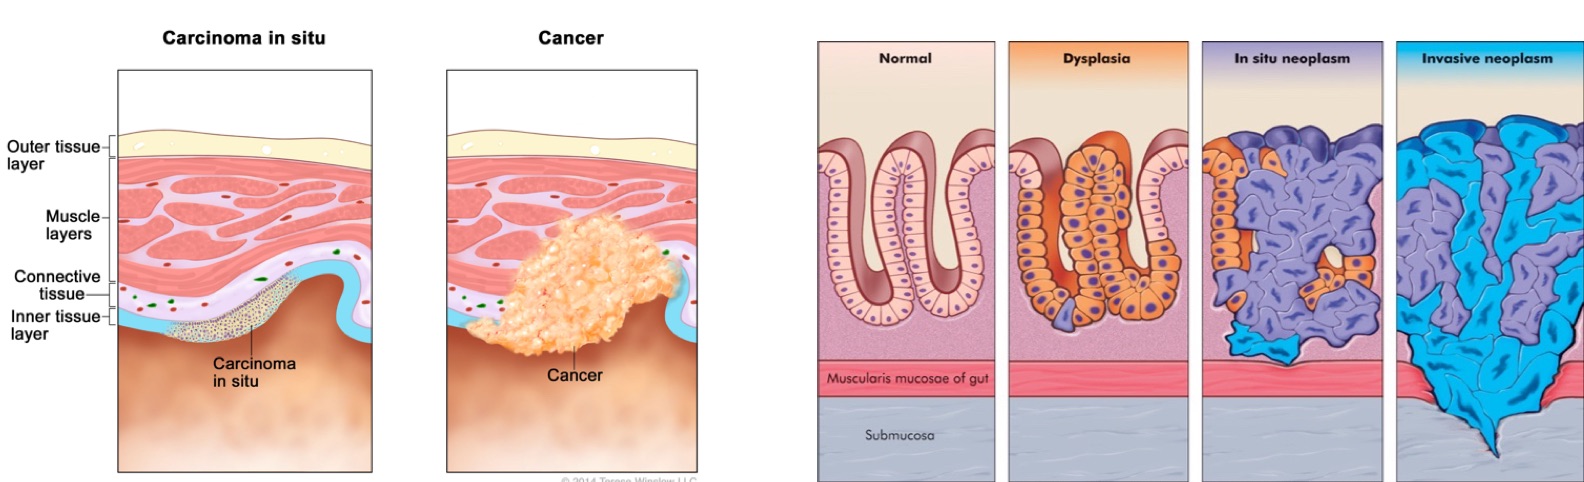 Carcinoma in situ
Cancer
Outer tissue
layer
Muscle
layers
Connective
tissue
Inner tissue
layer
Carcinoma
in situ
Cancer
© 2014 Terese Winslow LLC
Normal
Dysplasia
In situ neoplasm
Invasive neoplasm
Muscularis mucosae of gut
Submucosa